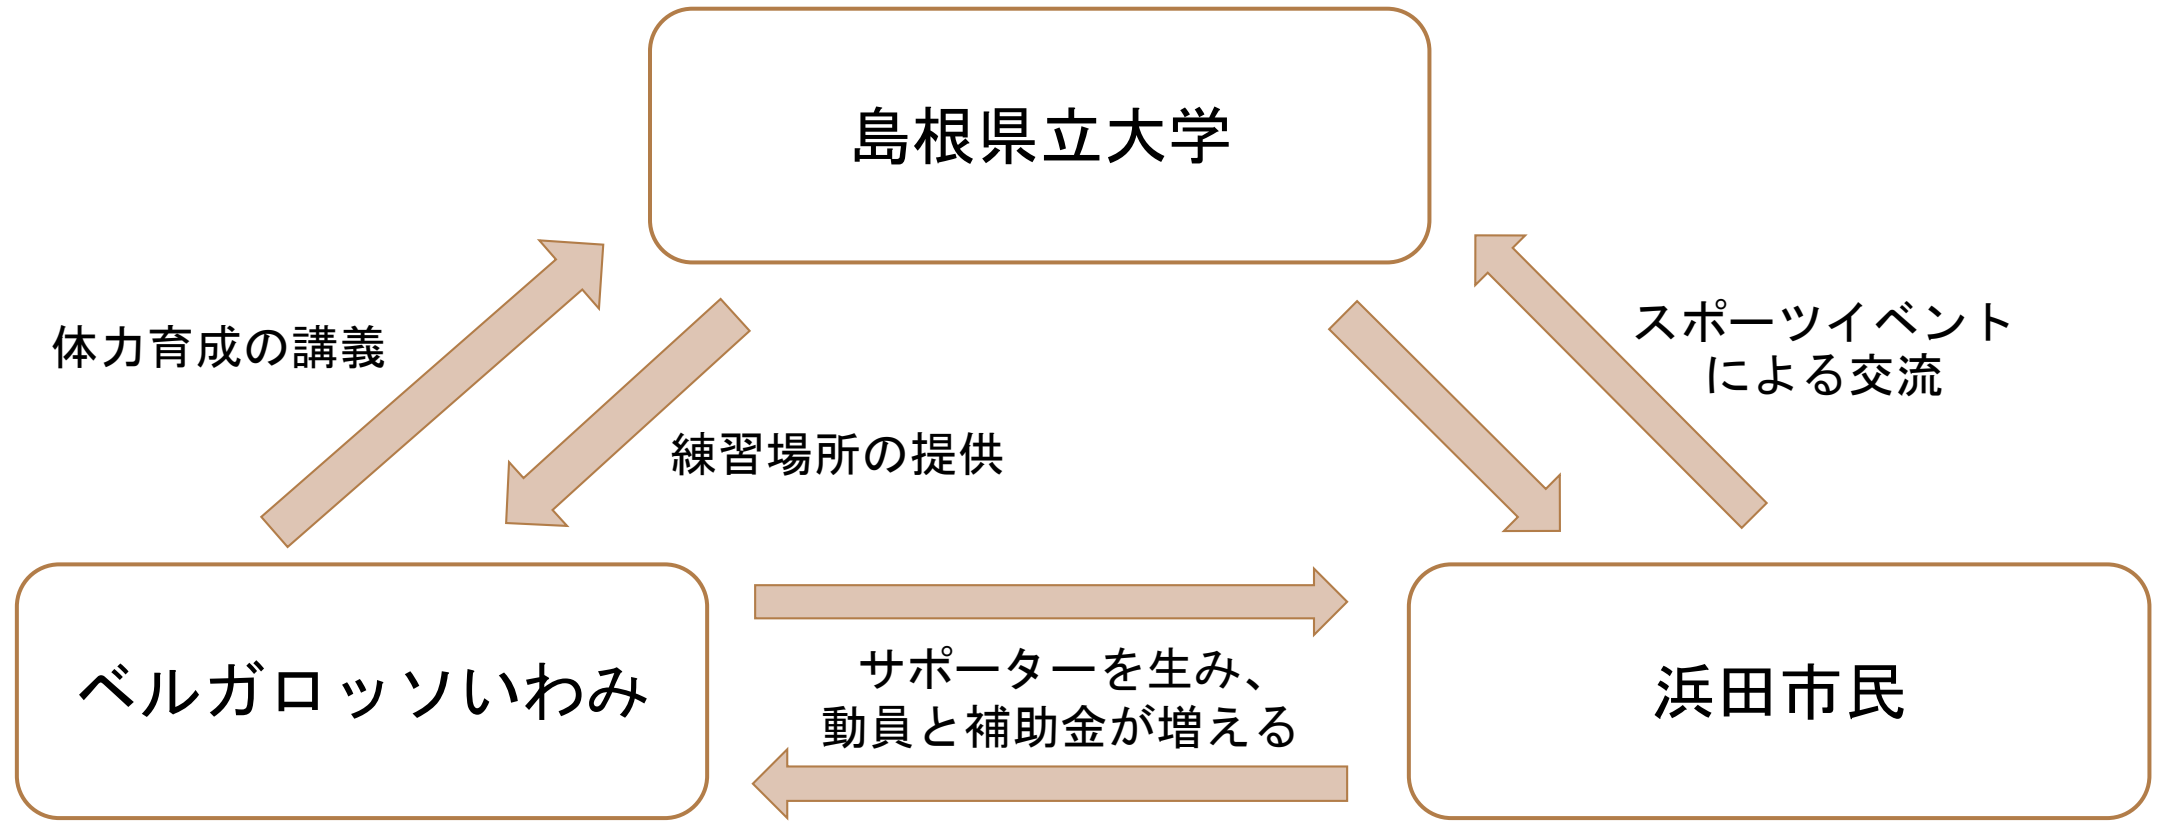 島根県立大学
体力育成の講義
スポーツイベント
による交流
練習場所の提供
ベルガロッソいわみ
サポーターを生み、
動員と補助金が増える
浜田市民